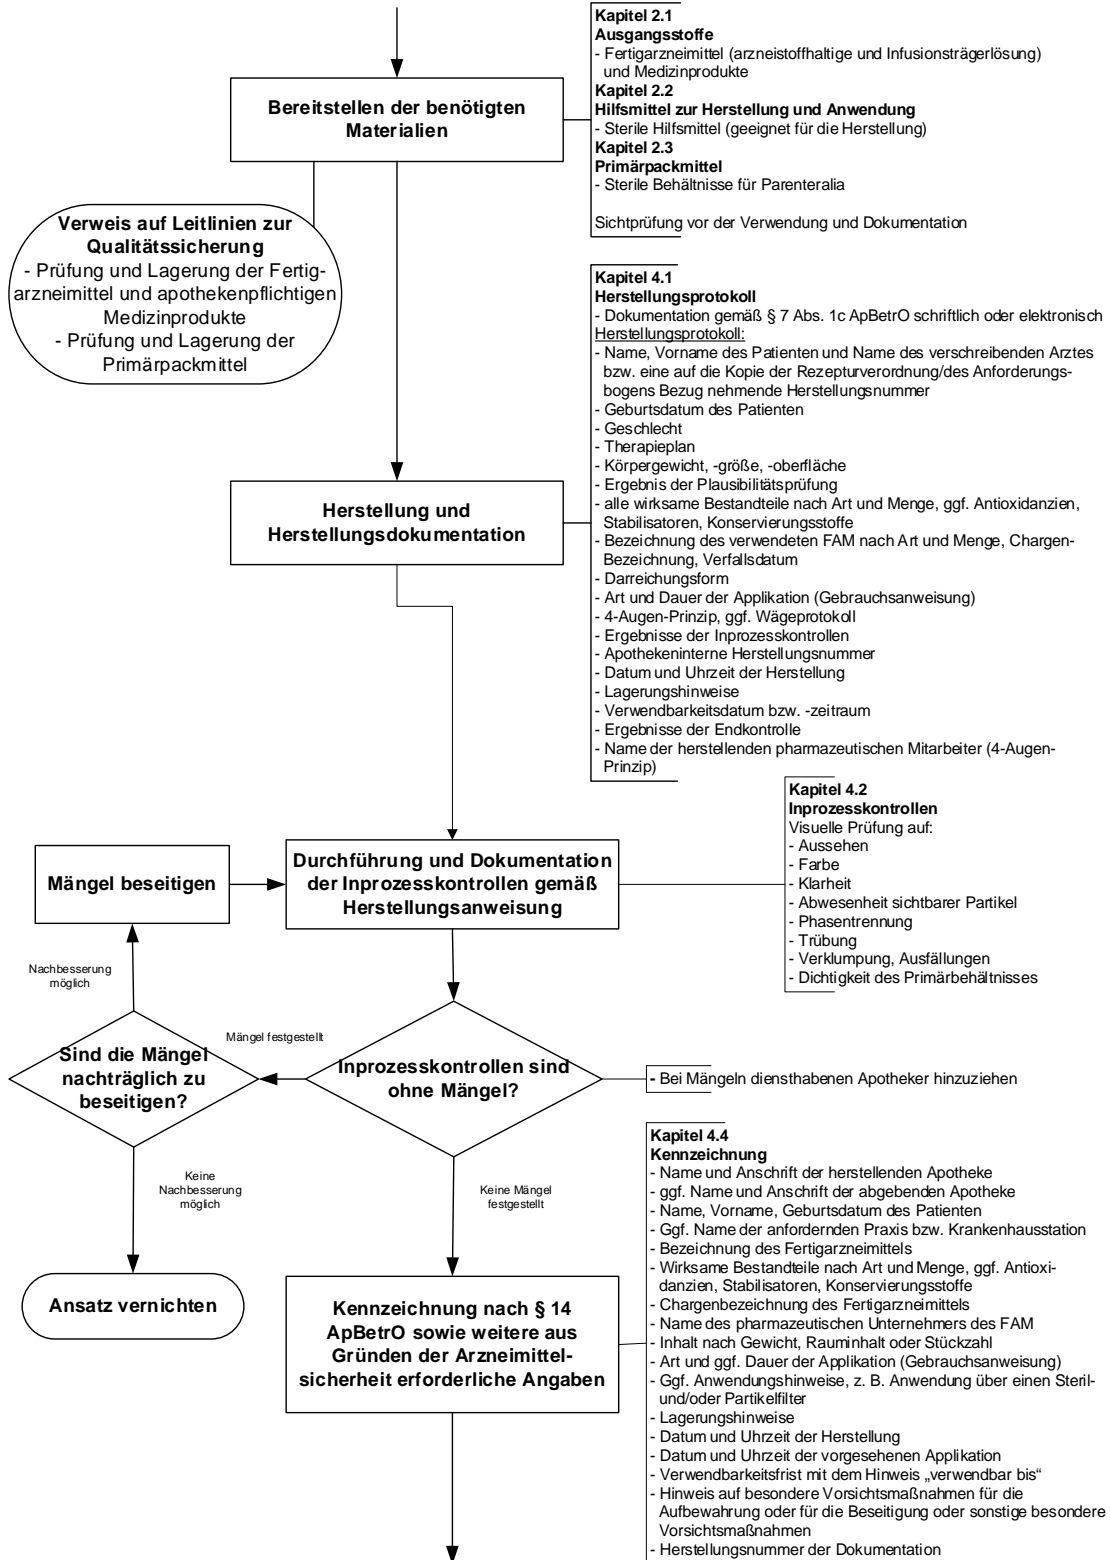 Kapitel 2.1
Ausgangsstoffe
- Fertigarzneimittel (arzneistoffhaltige und Infusionsträgerlösung)
und Medizinprodukte
Kapitel 2.2
Hilfsmittel zur Herstellung und Anwendung
- Sterile Hilfsmittel (geeignet für die Herstellung)
Kapitel 2.3
Primärpackmittel
- Sterile Behältnisse für Parenteralia
Sichtprüfung vor der Verwendung und Dokumentation
Bereitstellen der benötigten
Materialien
Verweis auf Leitlinien zur
Qualitätssicherung
- Prüfung und Lagerung der Fertig-
arzneimittel und apothekenpflichtigen
Medizinprodukte
- Prüfung und Lagerung der
Primärpackmittel
Kapitel 4.1
Herstellungsprotokoll
- Dokumentation gemäß § 7 Abs. 1c ApBetrO schriftlich oder elektronisch
Herstellungsprotokoll:
- Name, Vorname des Patienten und Name des verschreibenden Arztes
bzw. eine auf die Kopie der Rezepturverordnung/des Anforderungs-
bogens Bezug nehmende Herstellungsnummer
- Geburtsdatum des Patienten
- Geschlecht
- Therapieplan
- Körpergewicht, -größe, -oberfläche
- Ergebnis der Plausibilitätsprüfung
- alle wirksame Bestandteile nach Art und Menge, ggf. Antioxidanzien,
Stabilisatoren, Konservierungsstoffe
- Bezeichnung des verwendeten FAM nach Art und Menge, Chargen-
Bezeichnung, Verfallsdatum
- Darreichungsform
- Art und Dauer der Applikation (Gebrauchsanweisung)
- 4-Augen-Prinzip, ggf. Wägeprotokoll
- Ergebnisse der Inprozesskontrollen
- Apothekeninterne Herstellungsnummer
- Datum und Uhrzeit der Herstellung
- Lagerungshinweise
- Verwendbarkeitsdatum bzw. -zeitraum
- Ergebnisse der Endkontrolle
- Name der herstellenden pharmazeutischen Mitarbeiter (4-Augen-
Prinzip)
Herstellung und
Herstellungsdokumentation
Kapitel 4.2
Inprozesskontrollen
Visuelle Prüfung auf:
- Aussehen
- Farbe
- Klarheit
- Abwesenheit sichtbarer Partikel
- Phasentrennung
- Trübung
- Verklumpung, Ausfällungen
- Dichtigkeit des Primärbehältnisses
Mängel beseitigen
Durchführung und Dokumentation
der Inprozesskontrollen gemäß
Herstellungsanweisung
Nachbesserung
möglich
Mängel festgestellt
Sind die Mängel
nachträglich zu
beseitigen?
Inprozesskontrollen sind
ohne Mängel?
- Bei Mängeln diensthabenen Apotheker hinzuziehen
Keine
Nachbesserung
möglich
Keine Mängel
festgestellt
Ansatz vernichten
Kennzeichnung nach § 14
ApBetrO sowie weitere aus
Gründen der Arzneimittel-
sicherheit erforderliche Angaben
Kapitel 4.4
Kennzeichnung
- Name und Anschrift der herstellenden Apotheke
- ggf. Name und Anschrift der abgebenden Apotheke
- Name, Vorname, Geburtsdatum des Patienten
- Ggf. Name der anfordernden Praxis bzw. Krankenhausstation
- Bezeichnung des Fertigarzneimittels
- Wirksame Bestandteile nach Art und Menge, ggf. Antioxi-
danzien, Stabilisatoren, Konservierungsstoffe
- Chargenbezeichnung des Fertigarzneimittels
- Name des pharmazeutischen Unternehmers des FAM
- Inhalt nach Gewicht, Rauminhalt oder Stückzahl
- Art und ggf. Dauer der Applikation (Gebrauchsanweisung)
- Ggf. Anwendungshinweise, z. B. Anwendung über einen Steril-
und/oder Partikelfilter
- Lagerungshinweise
- Datum und Uhrzeit der Herstellung
- Datum und Uhrzeit der vorgesehenen Applikation
- Verwendbarkeitsfrist mit dem Hinweis „verwendbar bis“
- Hinweis auf besondere Vorsichtsmaßnahmen für die
Aufbewahrung oder für die Beseitigung oder sonstige besondere
Vorsichtsmaßnahmen
- Herstellungsnummer der Dokumentation